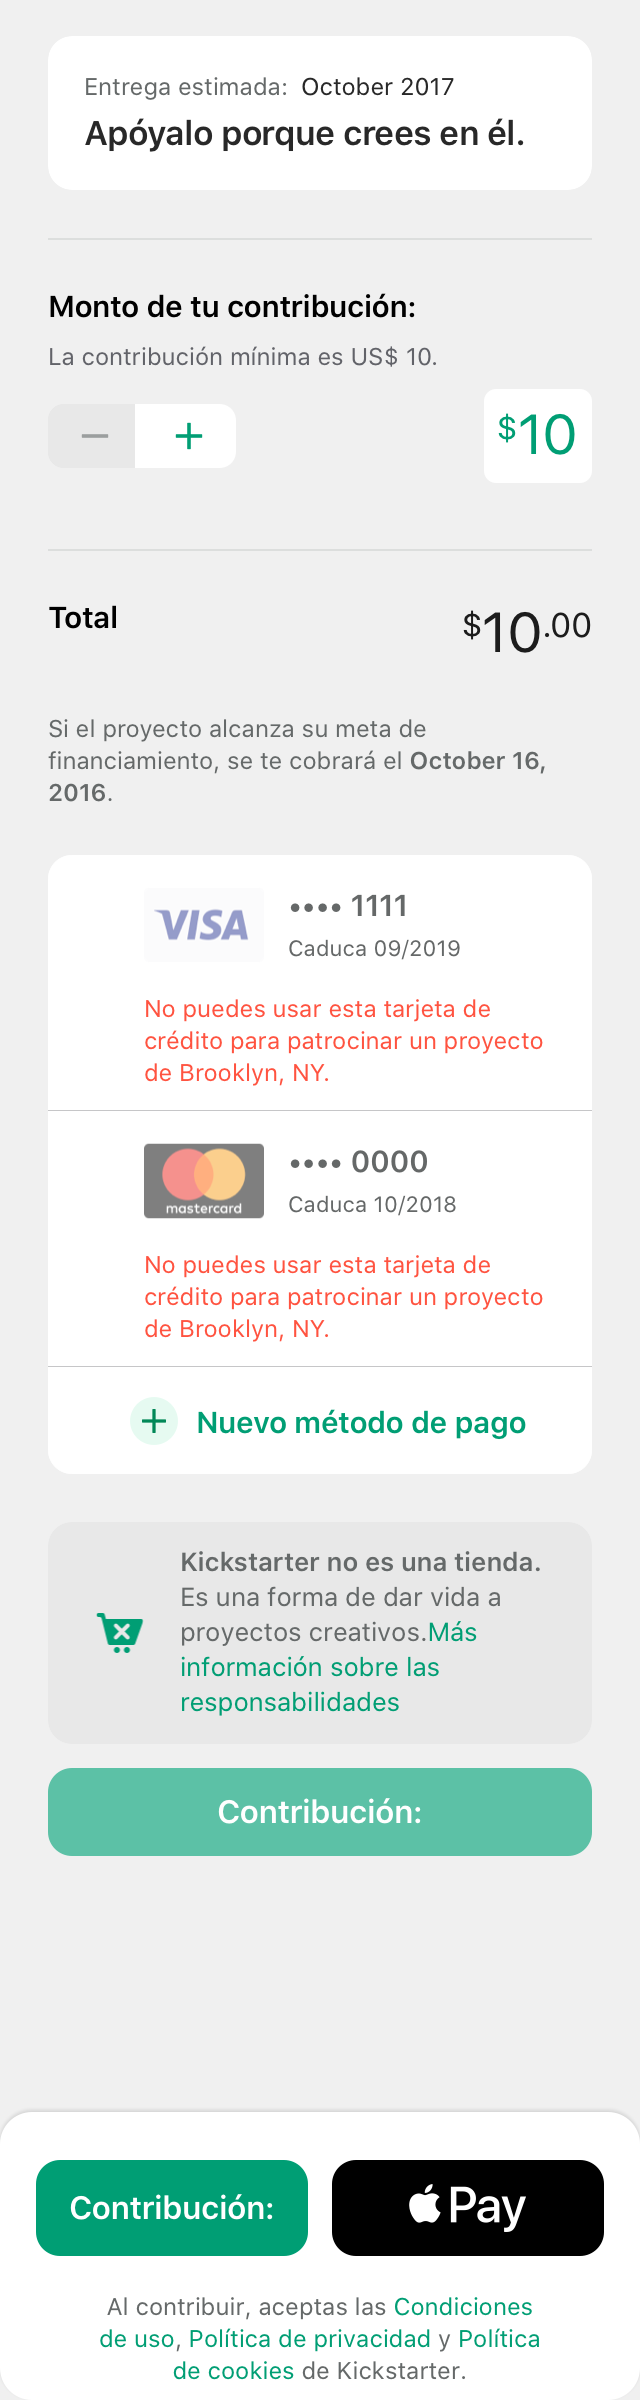 Entrega estimada: October 2017
Apóyalo porque crees en él.
Monto de tu contribución:
La contribución mínima es US$ 10.
− +
$10
Total
$10.00
Si el proyecto alcanza su meta de
financiamiento, se te cobrará el October 16,
2016.
VISA
•••• 1111
Caduca 09/2019
No puedes usar esta tarjeta de
crédito para patrocinar un proyecto
de Brooklyn, NY.
mastercard
•••• 0000
Caduca 10/2018
No puedes usar esta tarjeta de
crédito para patrocinar un proyecto
de Brooklyn, NY.
+ Nuevo método de pago
Kickstarter no es una tienda.
Es una forma de dar vida a
proyectos creativos.Más
información sobre las
responsabilidades
Contribución:
Contribución:
Pay
Al contribuir, aceptas las Condiciones
de uso, Política de privacidad y Política
de cookies de Kickstarter.